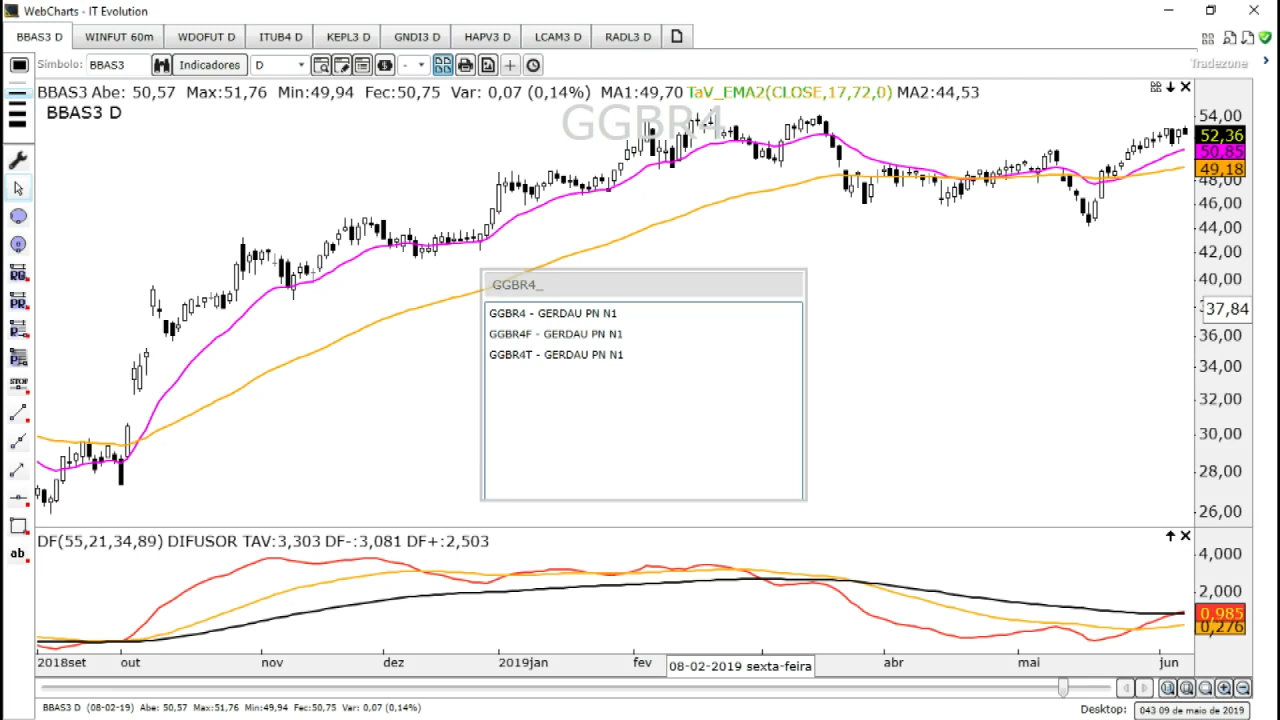 WebCharts - IT Evolution
BBAS3 D WINFUT 60m WDOFUT D ITUB4 D KEPL3 D GNDI3 D HAPV3 D LCAM3 D RADL3 D
Símbolo: BBAS3 Indicadores D - Tradezone
BBAS3 Abe: 50,57 Max:51,76 Min:49,94 Fec:50,75 Var: 0,07 (0,14%) MA1:49,70 TaV_EMA2(CLOSE,17,72,0) MA2:44,53
BBAS3 D
GGBR4
54,00
52,36
50,85
49,18
48,00
46,00
44,00
42,00
40,00
37,84
36,00
34,00
32,00
30,00
28,00
26,00
GGBR4_
GGBR4 - GERDAU PN N1
GGBR4F - GERDAU PN N1
GGBR4T - GERDAU PN N1
RG
PR
P
P
STOP
ab
DF(55,21,34,89) DIFUSOR TAV:3,303 DF-:3,081 DF+:2,503
4,000
2,000
0,985
0,276
2018set out nov dez 2019jan fev 08-02-2019 sexta-feira abr mai jun
BBAS3 D (08-02-19) Abe: 50,57 Max:51,76 Min:49,94 Fec:50,75 Var: 0,07 (0,14%)
Desktop: 043 09 de maio de 2019